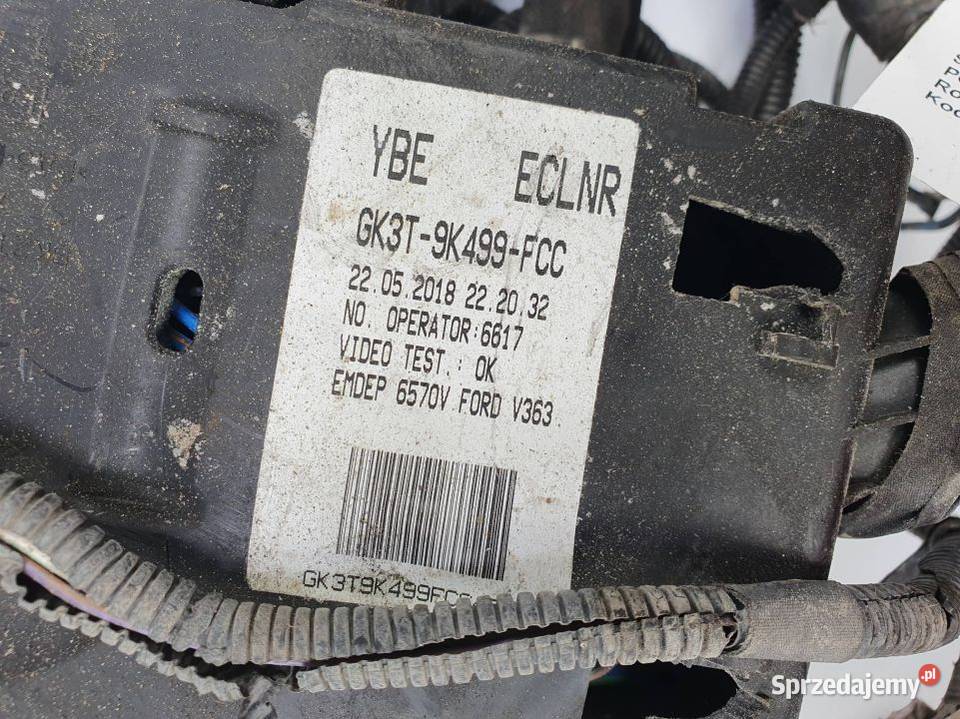 YBE ECLNR
GK3T-9K499-FCC
22.05.2018 22.20.32
NO. OPERATOR:6617
VIDEO TEST.: OK
EMDEP 6570V FORD V363
GK3T9K499FCC
Sprzedajemy.pl